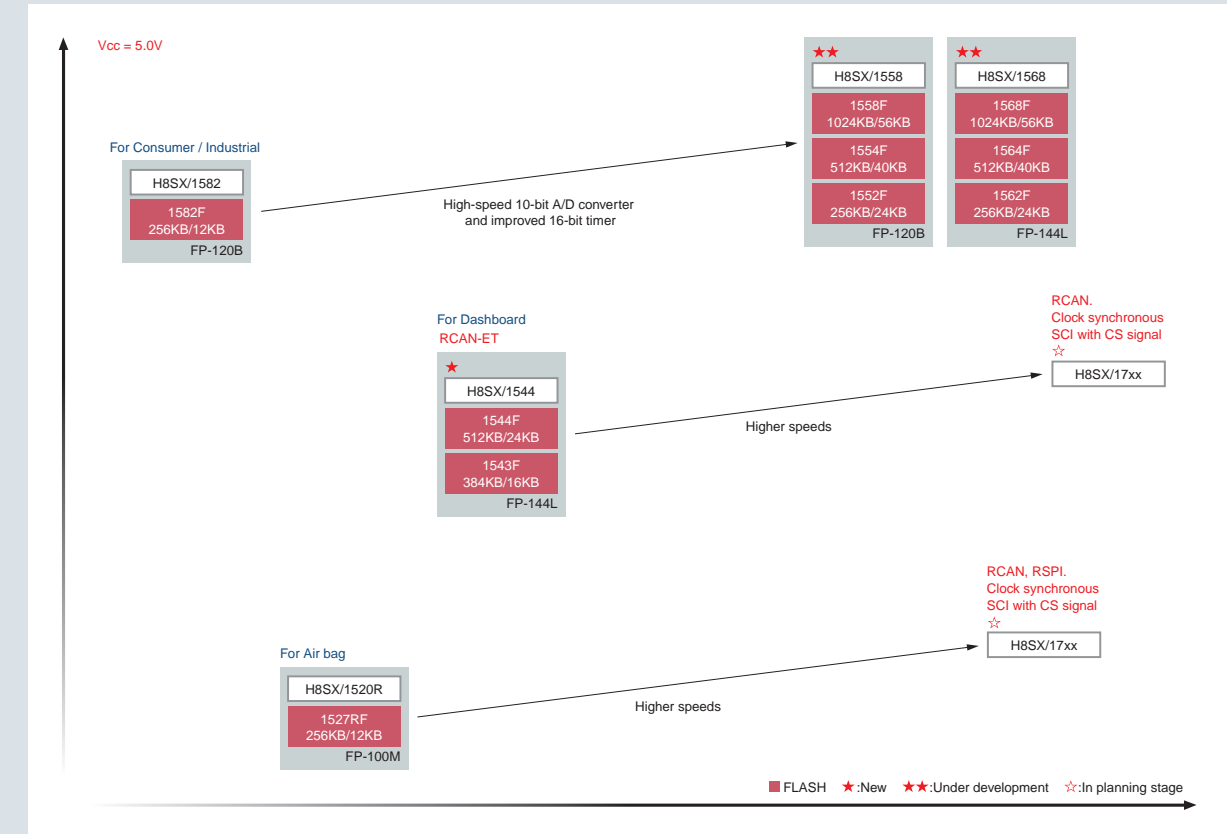 Vcc = 5.0V
★★
H8SX/1558
1558F
1024KB/56KB
1554F
512KB/40KB
1552F
256KB/24KB
FP-120B
★★
H8SX/1568
1568F
1024KB/56KB
1564F
512KB/40KB
1562F
256KB/24KB
FP-144L
For Consumer / Industrial
H8SX/1582
1582F
256KB/12KB
FP-120B
High-speed 10-bit A/D converter
and improved 16-bit timer
For Dashboard
RCAN-ET
★
H8SX/1544
1544F
512KB/24KB
1543F
384KB/16KB
FP-144L
Higher speeds
RCAN.
Clock synchronous
SCI with CS signal
☆
H8SX/17xx
For Air bag
H8SX/1520R
1527RF
256KB/12KB
FP-100M
Higher speeds
RCAN, RSPI.
Clock synchronous
SCI with CS signal
☆
H8SX/17xx
FLASH ★:New ★★:Under development ☆:In planning stage